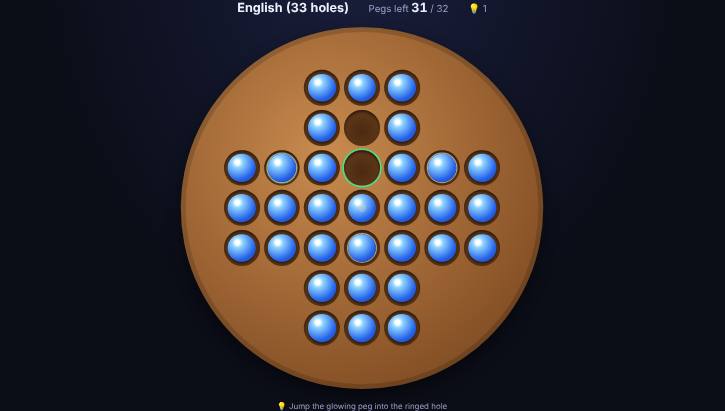 English (33 holes) Pegs left 31 / 32 💡 1
💡 Jump the glowing peg into the ringed hole